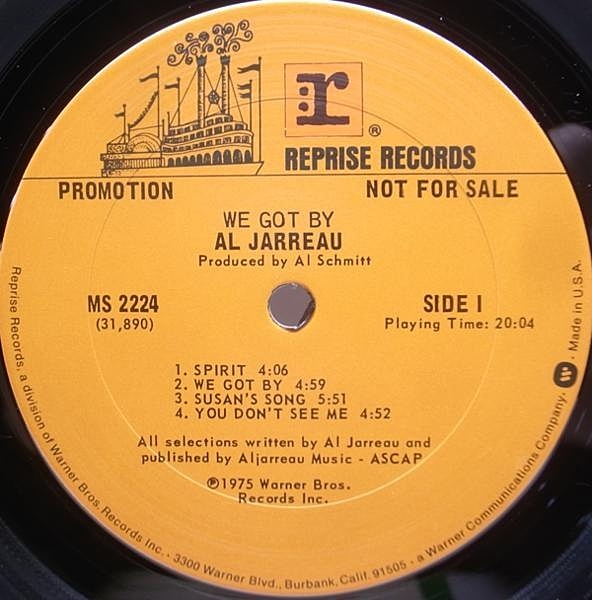 r ®
REPRISE RECORDS
PROMOTION NOT FOR SALE
WE GOT BY
AL JARREAU
Produced by Al Schmitt
MS 2224
(31,890)
SIDE 1
Playing Time: 20:04
1. SPIRIT 4:06
2. WE GOT BY 4:59
3. SUSAN'S SONG 5:51
4. YOU DON'T SEE ME 4:52
All selections written by Al Jarreau and
published by Aljarreau Music - ASCAP
℗1975 Warner Bros.
Records Inc.
Reprise Records, a division of Warner Bros. Records Inc. · 3300 Warner Blvd., Burbank, Calif. 91505 · a Warner Communications Company. Made in U.S.A.